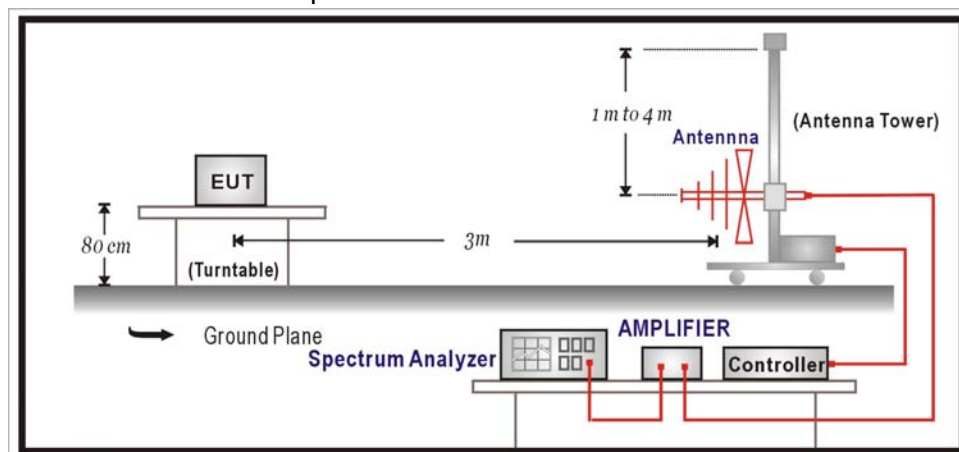 1 m to 4 m
(Antenna Tower)
Antennna
EUT
80 cm
3m
(Turntable)
Ground Plane
AMPLIFIER
Spectrum Analyzer
Controller